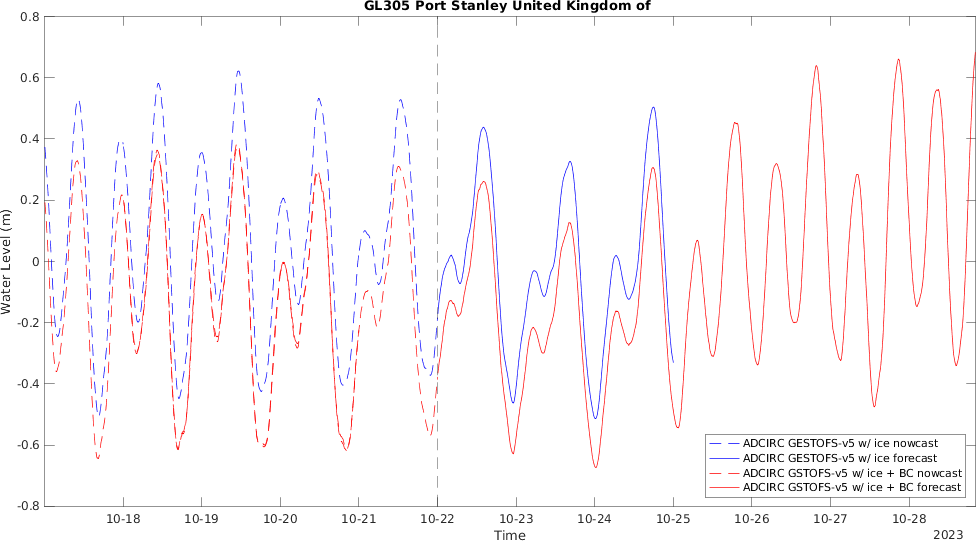 GL305 Port Stanley United Kingdom of
0.8
0.6
0.4
0.2
0
-0.2
-0.4
-0.6
-0.8
Water Level (m)
ADCIRC GESTOFS-v5 w/ ice nowcast
ADCIRC GESTOFS-v5 w/ ice forecast
ADCIRC GSTOFS-v5 w/ ice + BC nowcast
ADCIRC GSTOFS-v5 w/ ice + BC forecast
10-18 10-19 10-20 10-21 10-22 10-23 10-24 10-25 10-26 10-27 10-28
Time
2023